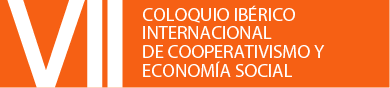 VII
COLOQUIO IBÉRICO
INTERNACIONAL
DE COOPERATIVISMO Y
ECONOMÍA SOCIAL